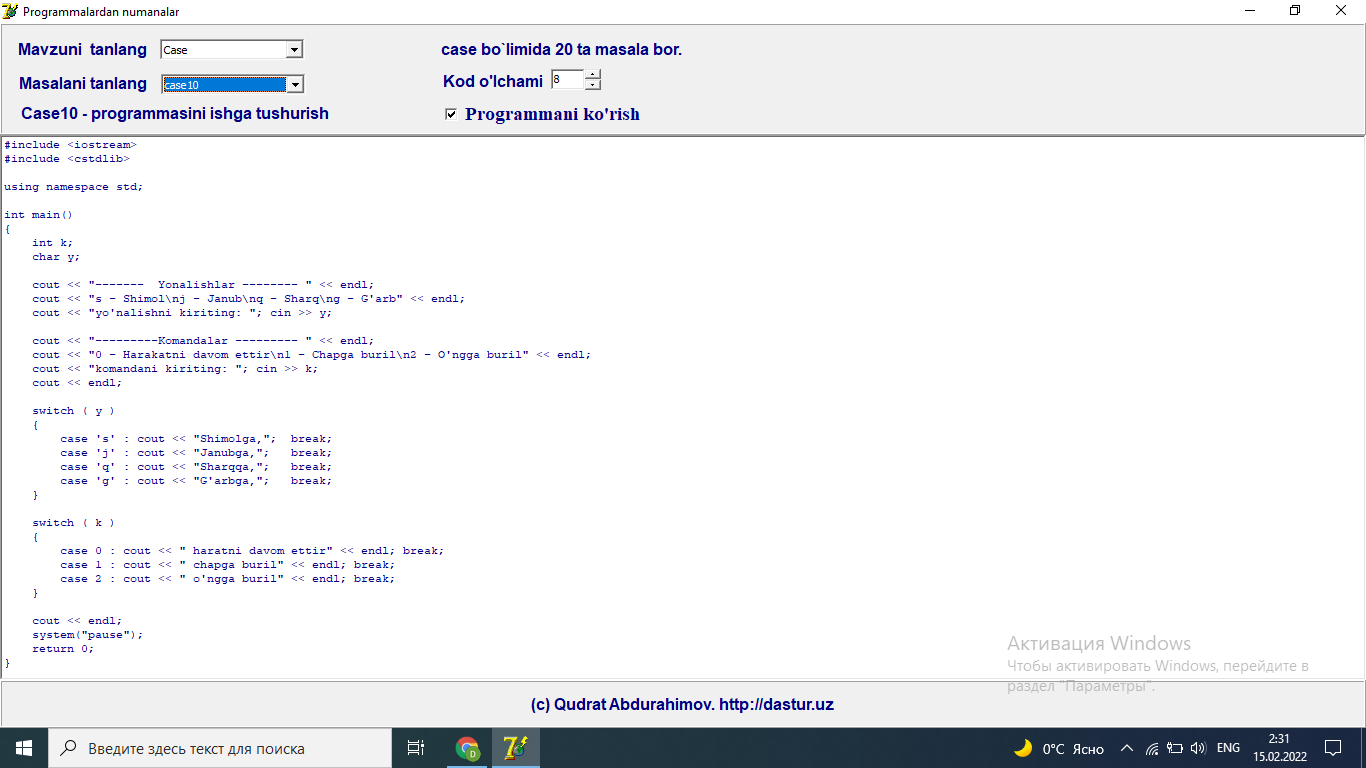 Programmalardan numanalar
Mavzuni  tanlang Case case bo`limida 20 ta masala bor.
Masalani tanlang case10 Kod o'lchami 8
Case10 - programmasini ishga tushurish Programmani ko'rish
#include <iostream>
#include <cstdlib>
using namespace std;
int main()
{
    int k;
    char y;
    cout << "-------  Yonalishlar -------- " << endl;
    cout << "s - Shimol\nj - Janub\nq - Sharq\ng - G'arb" << endl;
    cout << "yo'nalishni kiriting: "; cin >> y;
    cout << "---------Komandalar --------- " << endl;
    cout << "0 - Harakatni davom ettir\n1 - Chapga buril\n2 - O'ngga buril" << endl;
    cout << "komandani kiriting: "; cin >> k;
    cout << endl;
    switch ( y )
    {
        case 's' : cout << "Shimolga,";  break;
        case 'j' : cout << "Janubga,";   break;
        case 'q' : cout << "Sharqqa,";   break;
        case 'g' : cout << "G'arbga,";   break;
    }
    switch ( k )
    {
        case 0 : cout << " haratni davom ettir" << endl; break;
        case 1 : cout << " chapga buril" << endl; break;
        case 2 : cout << " o'ngga buril" << endl; break;
    }
    cout << endl;
    system("pause");
    return 0;
}
Активация Windows
Чтобы активировать Windows, перейдите в
раздел "Параметры".
(c) Qudrat Abdurahimov. http://dastur.uz
Введите здесь текст для поиска
0°C Ясно
ENG
2:31
15.02.2022